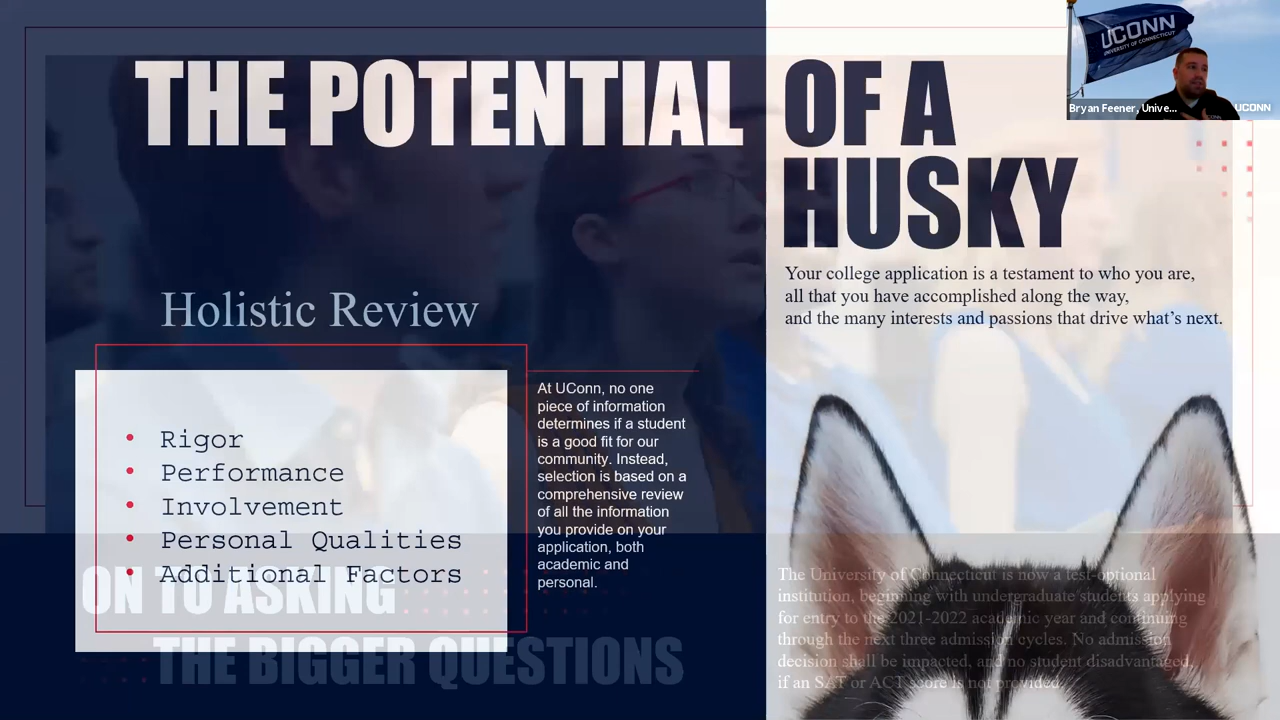 THE POTENTIAL OF A
HUSKY
UCONN
UNIVERSITY OF CONNECTICUT
Bryan Feener, Unive...
UCONN
Your college application is a testament to who you are,
all that you have accomplished along the way,
and the many interests and passions that drive what's next.
Holistic Review
• Rigor
• Performance
• Involvement
• Personal Qualities
• Additional Factors
At UConn, no one
piece of information
determines if a student
is a good fit for our
community. Instead,
selection is based on a
comprehensive review
of all the information
you provide on your
application, both
academic and
personal.
ON TO ASKING
THE BIGGER QUESTIONS
The University of Connecticut is now a test-optional
institution, beginning with undergraduate students applying
for entry to the 2021-2022 academic year and continuing
through the next three admission cycles. No admission
decision shall be impacted, and no student disadvantaged,
if an SAT or ACT score is not provided.